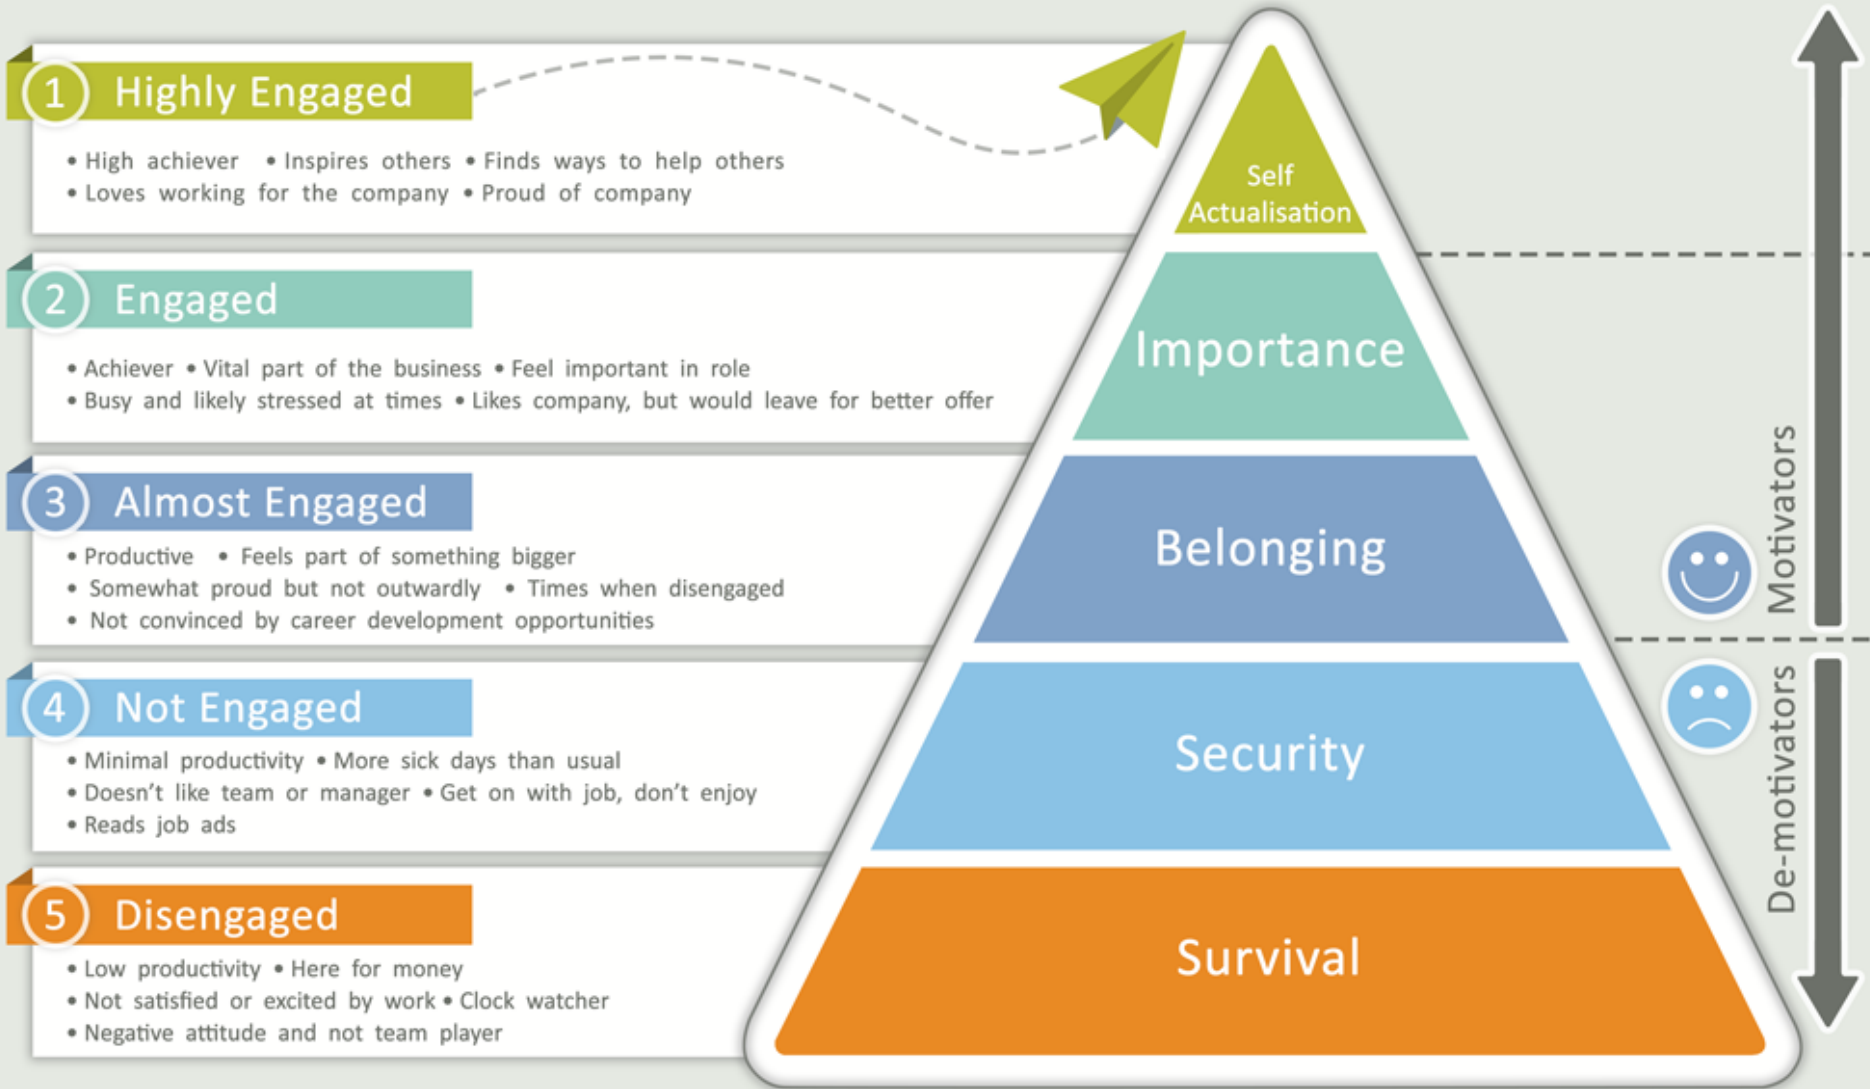 1 Highly Engaged
• High achiever • Inspires others • Finds ways to help others
• Loves working for the company • Proud of company
2 Engaged
• Achiever • Vital part of the business • Feel important in role
• Busy and likely stressed at times • Likes company, but would leave for better offer
3 Almost Engaged
• Productive • Feels part of something bigger
• Somewhat proud but not outwardly • Times when disengaged
• Not convinced by career development opportunities
4 Not Engaged
• Minimal productivity • More sick days than usual
• Doesn't like team or manager • Get on with job, don't enjoy
• Reads job ads
5 Disengaged
• Low productivity • Here for money
• Not satisfied or excited by work • Clock watcher
• Negative attitude and not team player
Self
Actualisation
Importance
Belonging
Security
Survival
Motivators
De-motivators